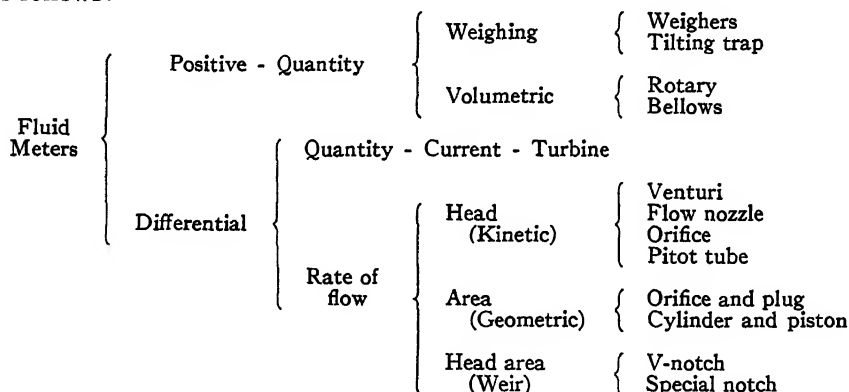 Positive - Quantity
Weighing
Weighers
Tilting trap
Volumetric
Rotary
Bellows
Fluid
Meters
Differential
Quantity - Current - Turbine
Rate of
flow
Head
(Kinetic)
Venturi
Flow nozzle
Orifice
Pitot tube
Area
(Geometric)
Orifice and plug
Cylinder and piston
Head area
(Weir)
V-notch
Special notch